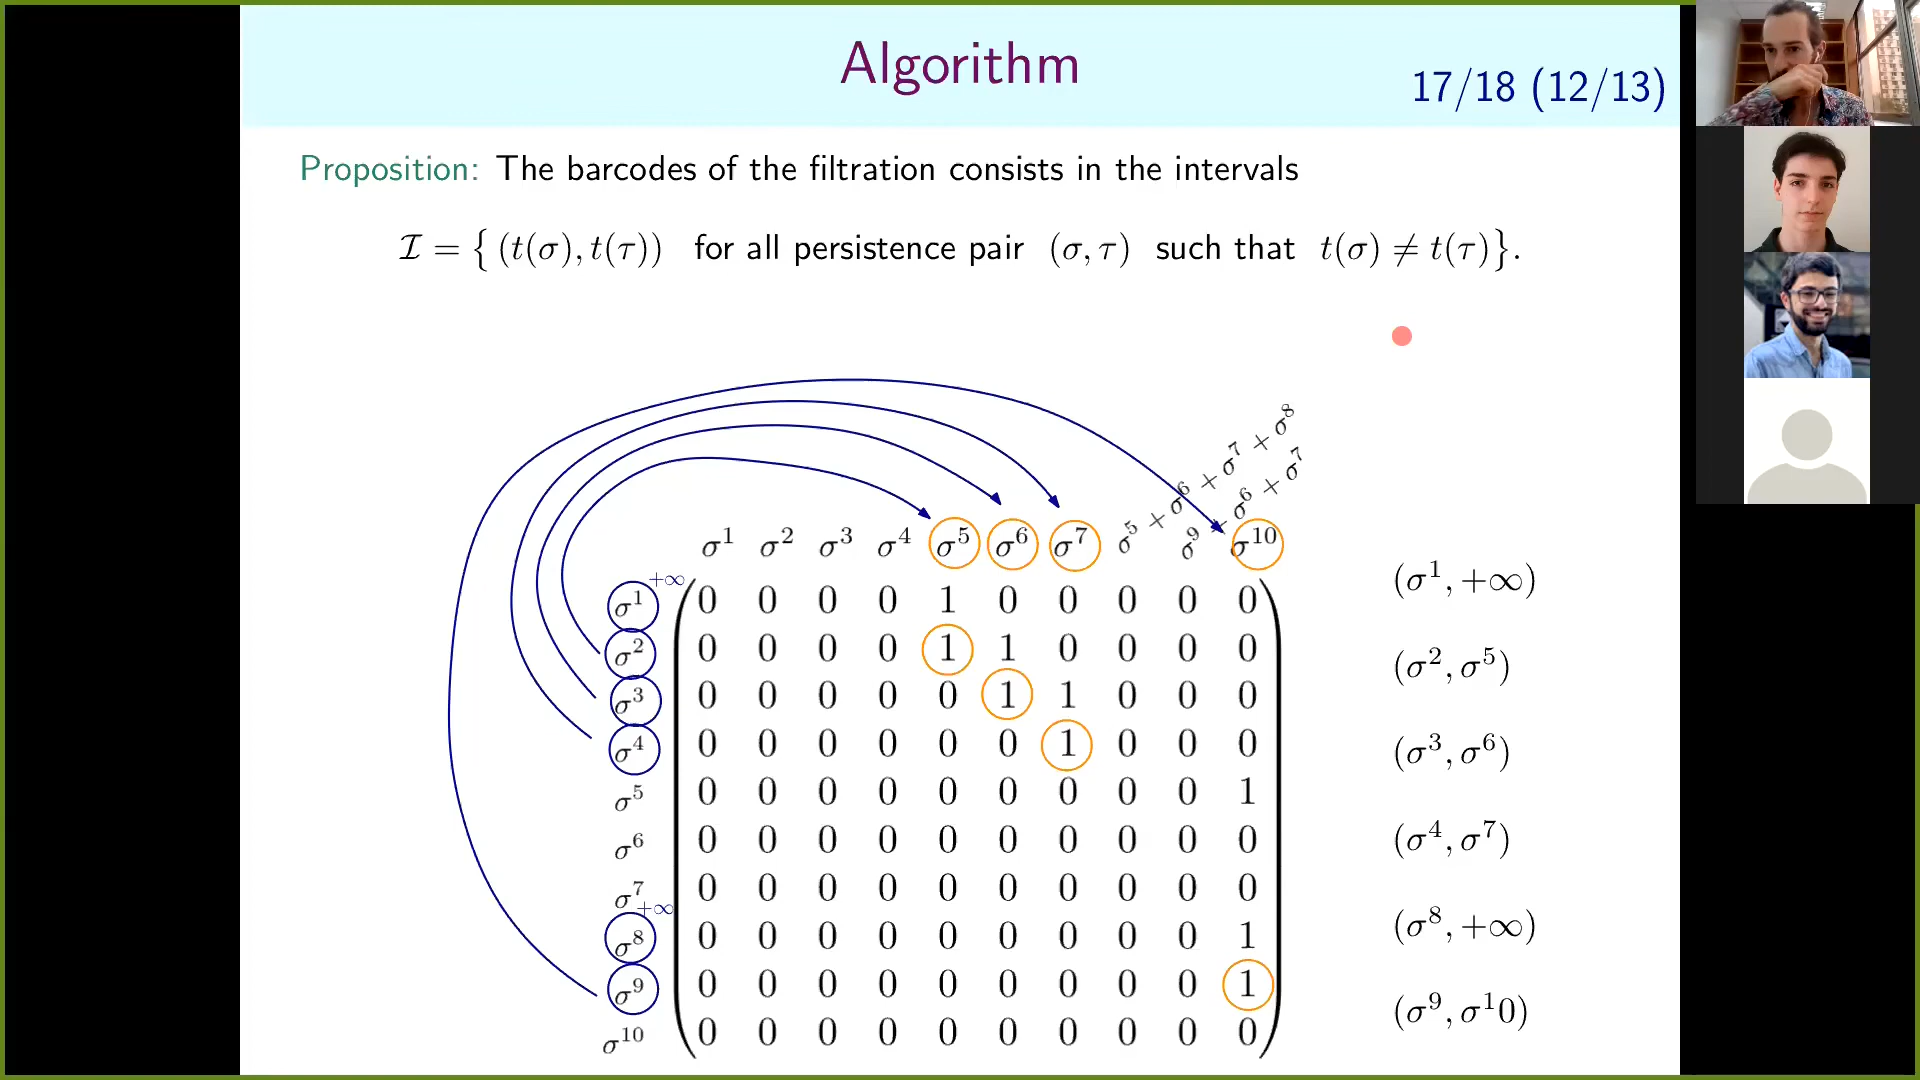 Algorithm
17/18 (12/13)
Proposition: The barcodes of the filtration consists in the intervals
ℐ = { (t(σ), t(τ)) for all persistence pair (σ, τ) such that t(σ) ≠ t(τ)}.
σ⁵ + σ⁶ + σ⁷ + σ⁸
σ⁹ + σ⁶ + σ⁷
σ¹ σ² σ³ σ⁴ σ⁵ σ⁶ σ⁷ σ¹⁰
σ¹ +∞ 0 0 0 0 1 0 0 0 0 0
σ² 0 0 0 0 1 1 0 0 0 0
σ³ 0 0 0 0 0 1 1 0 0 0
σ⁴ 0 0 0 0 0 0 1 0 0 0
σ⁵ 0 0 0 0 0 0 0 0 0 1
σ⁶ 0 0 0 0 0 0 0 0 0 0
σ⁷ 0 0 0 0 0 0 0 0 0 0
σ⁸ +∞ 0 0 0 0 0 0 0 0 0 1
σ⁹ 0 0 0 0 0 0 0 0 0 1
σ¹⁰ 0 0 0 0 0 0 0 0 0 0
(σ¹, +∞)
(σ², σ⁵)
(σ³, σ⁶)
(σ⁴, σ⁷)
(σ⁸, +∞)
(σ⁹, σ¹0)